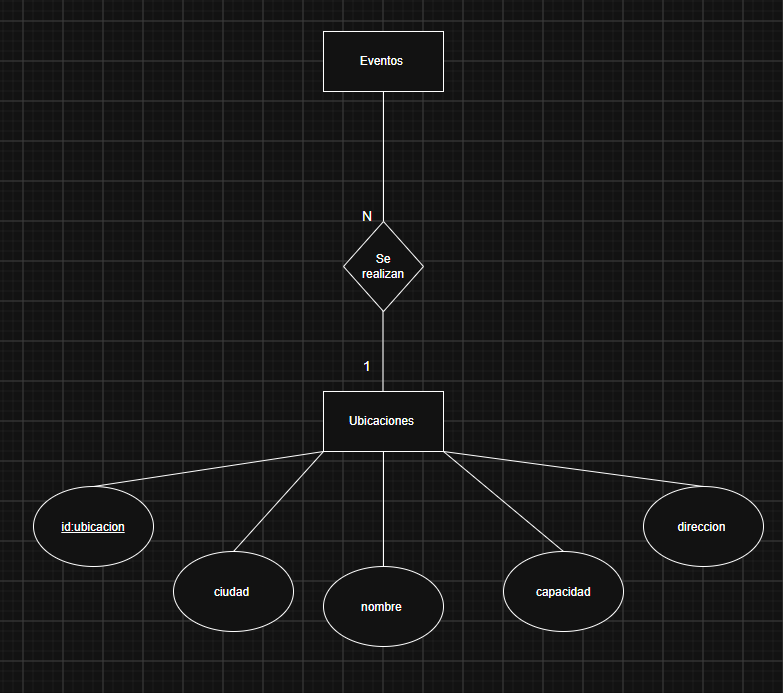 Eventos
N
Se
realizan
1
Ubicaciones
id:ubicacion
direccion
ciudad
capacidad
nombre